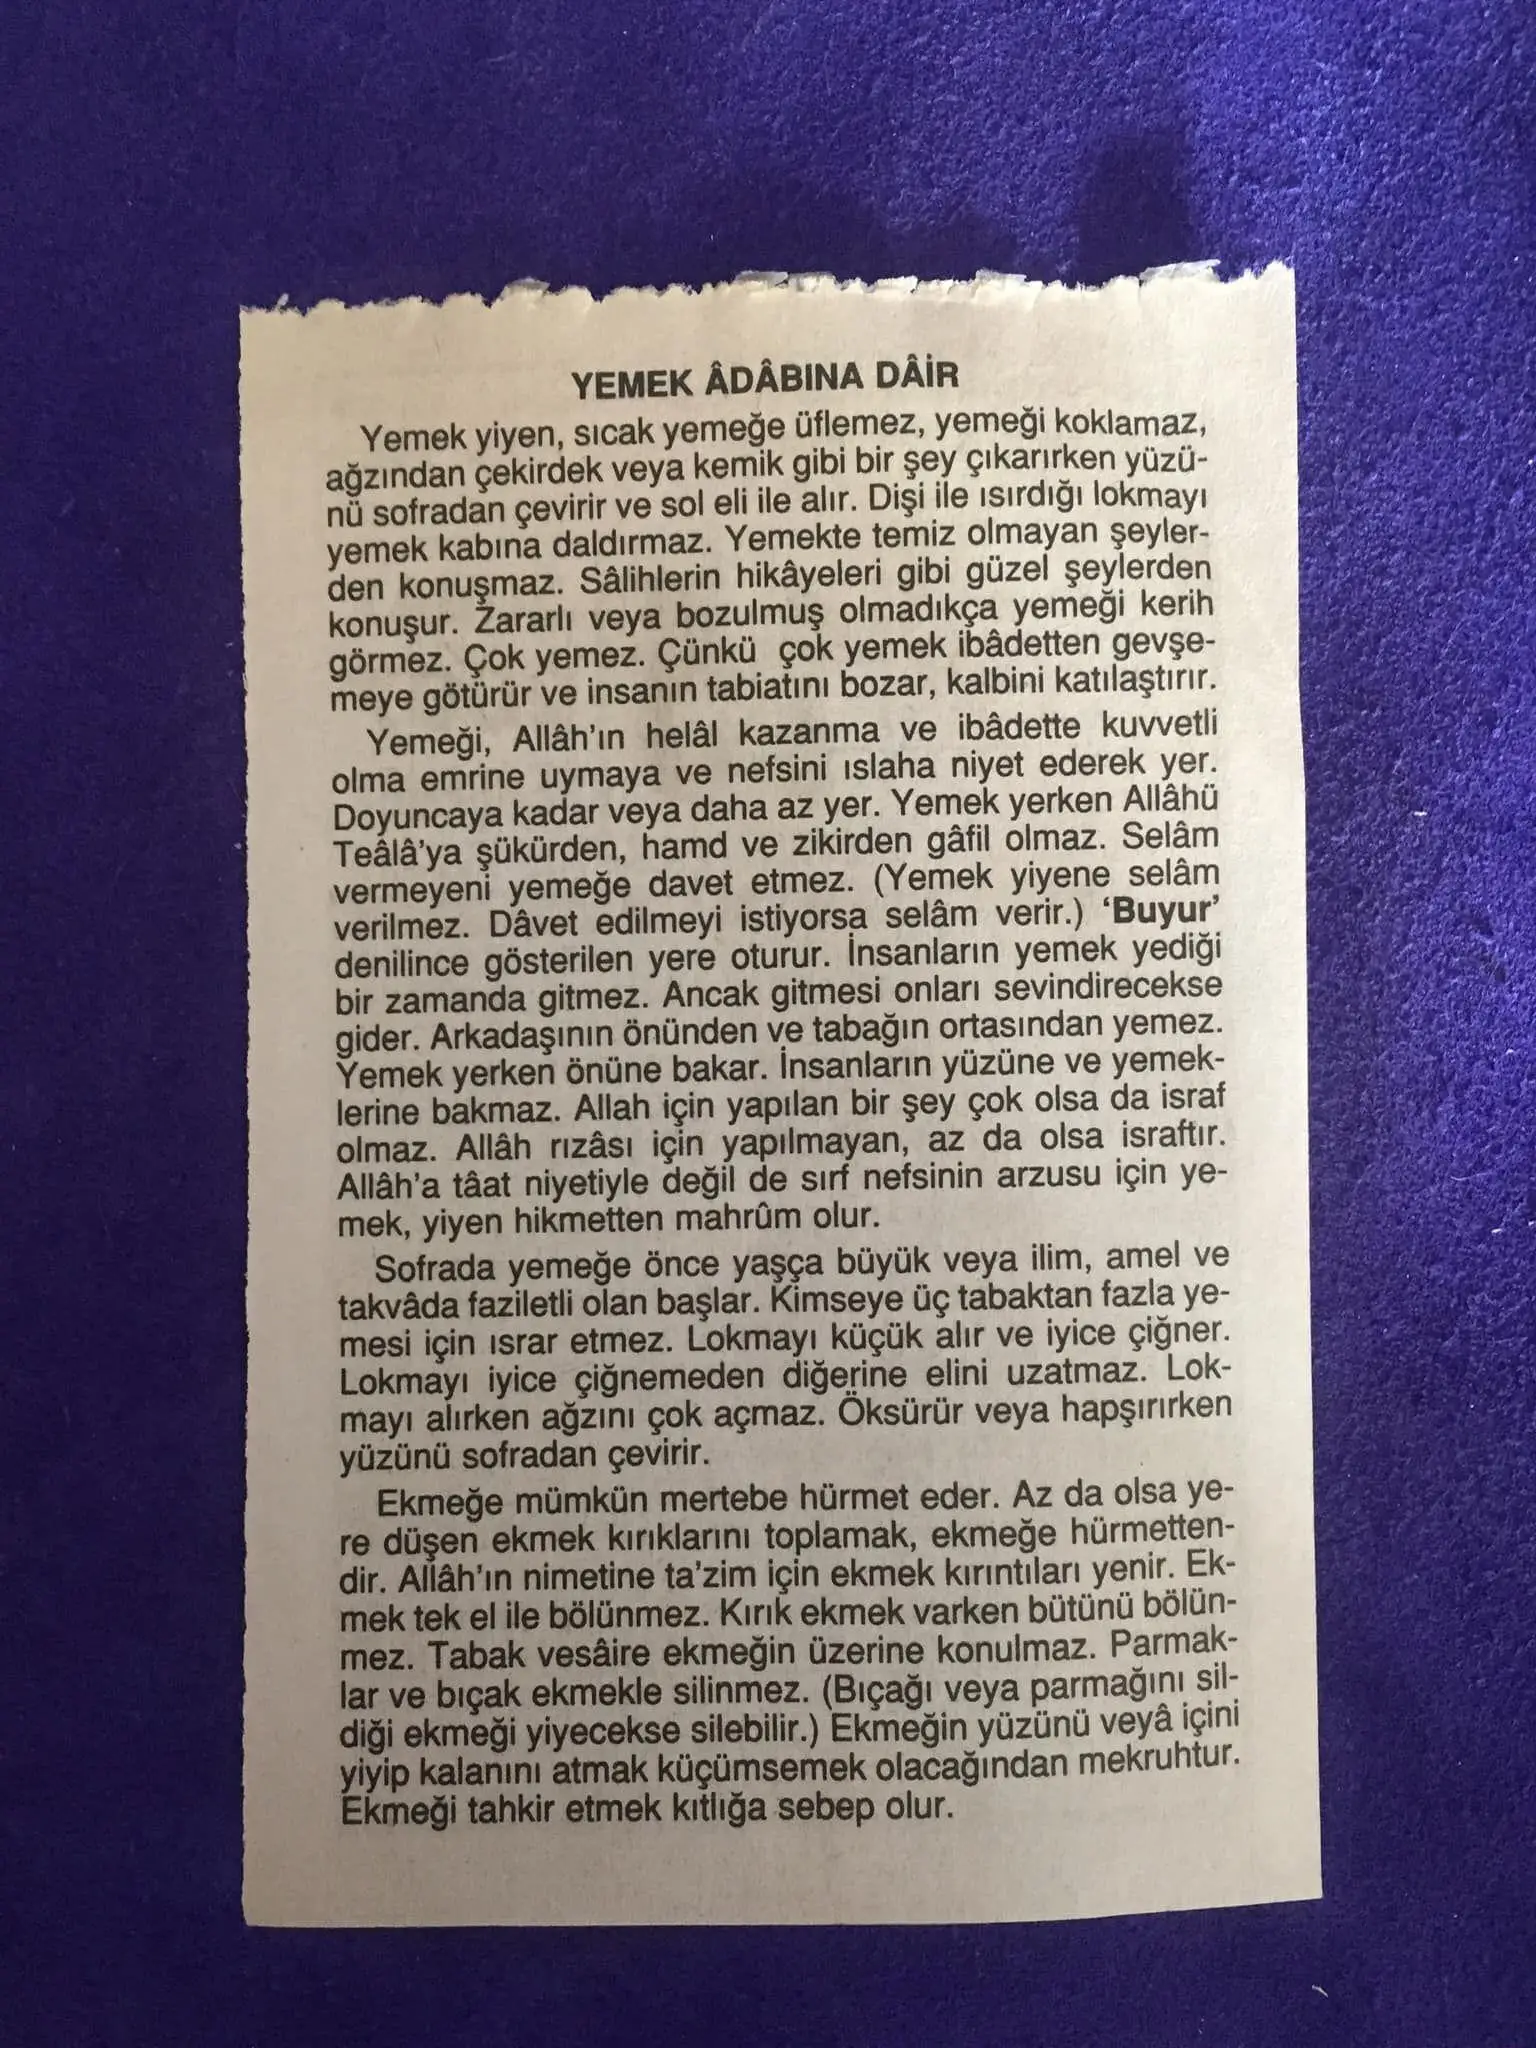 YEMEK ÂDÂBINA DÂİR
Yemek yiyen, sıcak yemeğe üflemez, yemeği koklamaz,
ağzından çekirdek veya kemik gibi bir şey çıkarırken yüzü-
nü sofradan çevirir ve sol eli ile alır. Dişi ile ısırdığı lokmayı
yemek kabına daldırmaz. Yemekte temiz olmayan şeyler-
den konuşmaz. Sâlihlerin hikâyeleri gibi güzel şeylerden
konuşur. Zararlı veya bozulmuş olmadıkça yemeği kerih
görmez. Çok yemez. Çünkü çok yemek ibâdetten gevşe-
meye götürür ve insanın tabiatını bozar, kalbini katılaştırır.
Yemeği, Allâh'ın helâl kazanma ve ibâdette kuvvetli
olma emrine uymaya ve nefsini ıslaha niyet ederek yer.
Doyuncaya kadar veya daha az yer. Yemek yerken Allâhü
Teâlâ'ya şükürden, hamd ve zikirden gâfil olmaz. Selâm
vermeyeni yemeğe davet etmez. (Yemek yiyene selâm
verilmez. Dâvet edilmeyi istiyorsa selâm verir.) ‘Buyur’
denilince gösterilen yere oturur. İnsanların yemek yediği
bir zamanda gitmez. Ancak gitmesi onları sevindirecekse
gider. Arkadaşının önünden ve tabağın ortasından yemez.
Yemek yerken önüne bakar. İnsanların yüzüne ve yemek-
lerine bakmaz. Allah için yapılan bir şey çok olsa da israf
olmaz. Allâh rızâsı için yapılmayan, az da olsa israftır.
Allâh'a tâat niyetiyle değil de sırf nefsinin arzusu için ye-
mek, yiyen hikmetten mahrûm olur.
Sofrada yemeğe önce yaşça büyük veya ilim, amel ve
takvâda faziletli olan başlar. Kimseye üç tabaktan fazla ye-
mesi için ısrar etmez. Lokmayı küçük alır ve iyice çiğner.
Lokmayı iyice çiğnemeden diğerine elini uzatmaz. Lok-
mayı alırken ağzını çok açmaz. Öksürür veya hapşırırken
yüzünü sofradan çevirir.
Ekmeğe mümkün mertebe hürmet eder. Az da olsa ye-
re düşen ekmek kırıklarını toplamak, ekmeğe hürmetten-
dir. Allâh'ın nimetine ta'zim için ekmek kırıntıları yenir. Ek-
mek tek el ile bölünmez. Kırık ekmek varken bütünü bölün-
mez. Tabak vesâire ekmeğin üzerine konulmaz. Parmak-
lar ve bıçak ekmekle silinmez. (Bıçağı veya parmağını sil-
diği ekmeği yiyecekse silebilir.) Ekmeğin yüzünü veyâ içini
yiyip kalanını atmak küçümsemek olacağından mekruhtur.
Ekmeği tahkir etmek kıtlığa sebep olur.